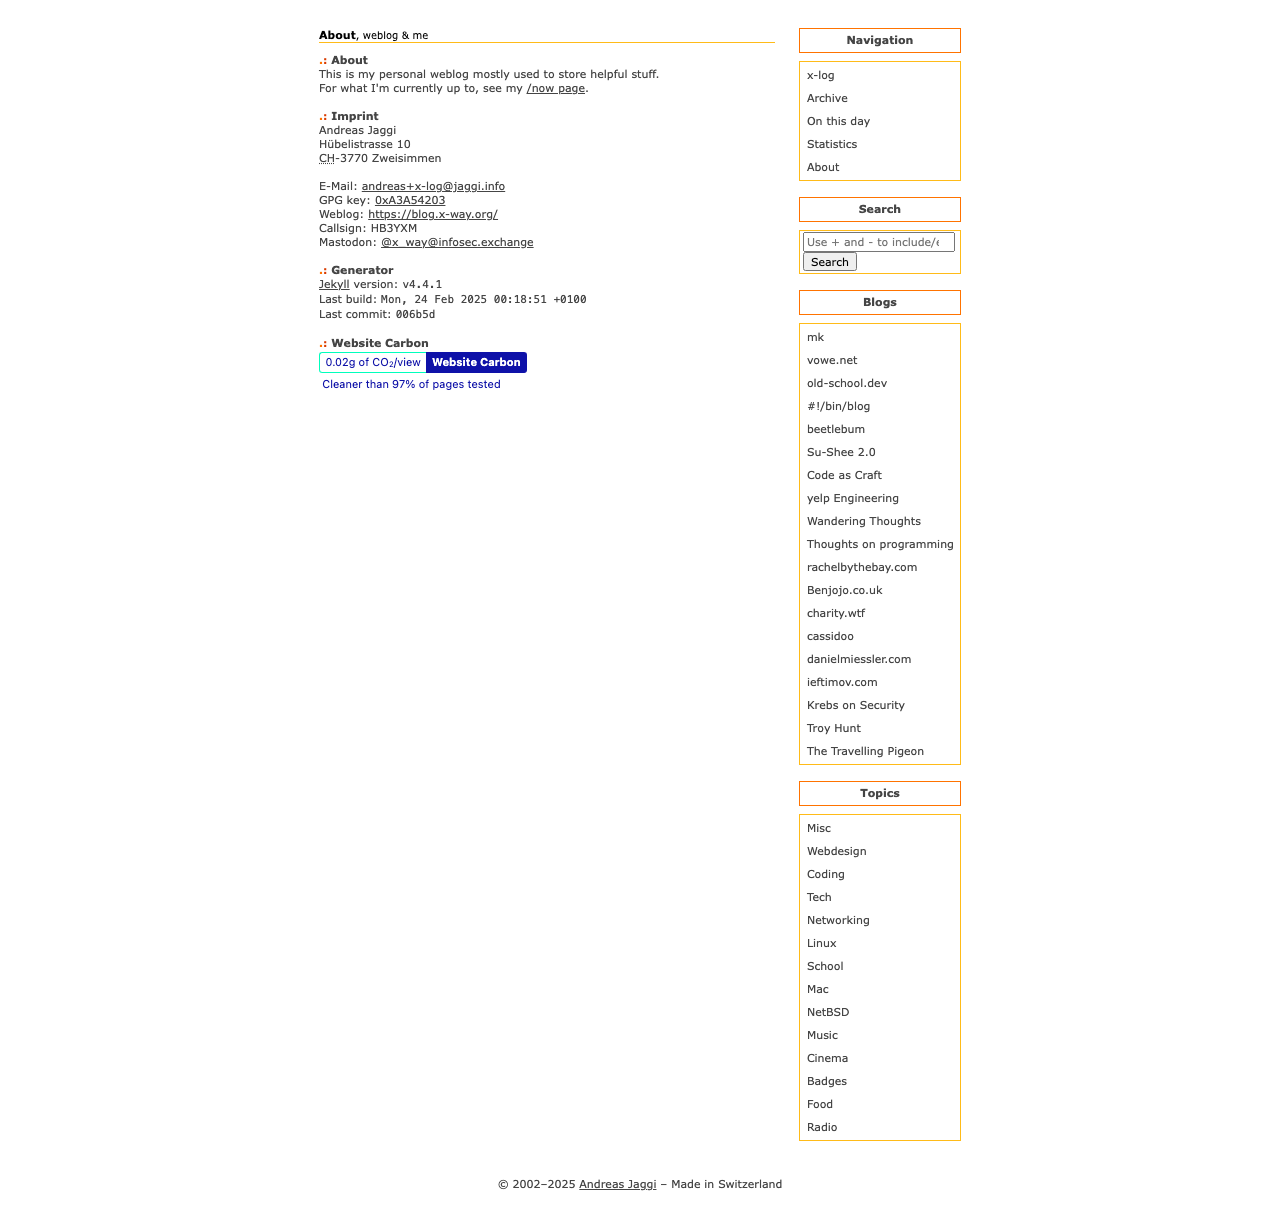 About, weblog & me
.: About
This is my personal weblog mostly used to store helpful stuff.
For what I'm currently up to, see my /now page.
.: Imprint
Andreas Jaggi
Hübelistrasse 10
CH-3770 Zweisimmen
E-Mail: andreas+x-log@jaggi.info
GPG key: 0xA3A54203
Weblog: https://blog.x-way.org/
Callsign: HB3YXM
Mastodon: @x_way@infosec.exchange
.: Generator
Jekyll version: v4.4.1
Last build: Mon, 24 Feb 2025 00:18:51 +0100
Last commit: 006b5d
.: Website Carbon
0.02g of CO₂/view Website Carbon
Cleaner than 97% of pages tested
Navigation
x-log
Archive
On this day
Statistics
About
Search
Use + and - to include/e
Search
Blogs
mk
vowe.net
old-school.dev
#!/bin/blog
beetlebum
Su-Shee 2.0
Code as Craft
yelp Engineering
Wandering Thoughts
Thoughts on programming
rachelbythebay.com
Benjojo.co.uk
charity.wtf
cassidoo
danielmiessler.com
ieftimov.com
Krebs on Security
Troy Hunt
The Travelling Pigeon
Topics
Misc
Webdesign
Coding
Tech
Networking
Linux
School
Mac
NetBSD
Music
Cinema
Badges
Food
Radio
© 2002–2025 Andreas Jaggi – Made in Switzerland